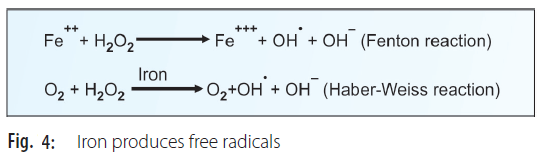 Fe⁺⁺ + H₂O₂ → Fe⁺⁺⁺ + OH• + OH⁻ (Fenton reaction)
O₂ + H₂O₂ Iron → O₂+OH• + OH⁻ (Haber-Weiss reaction)
Fig. 4: Iron produces free radicals